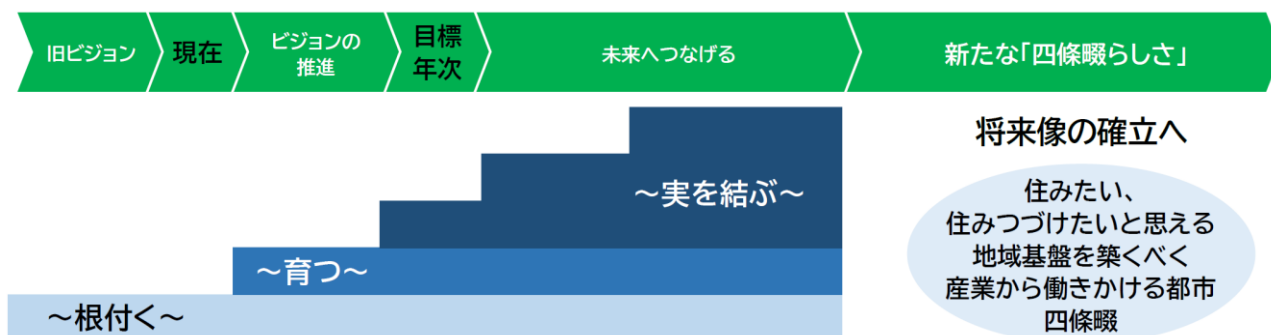 旧ビジョン
現在
ビジョンの
推進
目標
年次
未来へつなげる
新たな「四條畷らしさ」
将来像の確立へ
～実を結ぶ～
～育つ～
～根付く～
住みたい、
住みつづけたいと思える
地域基盤を築くべく
産業から働きかける都市
四條畷